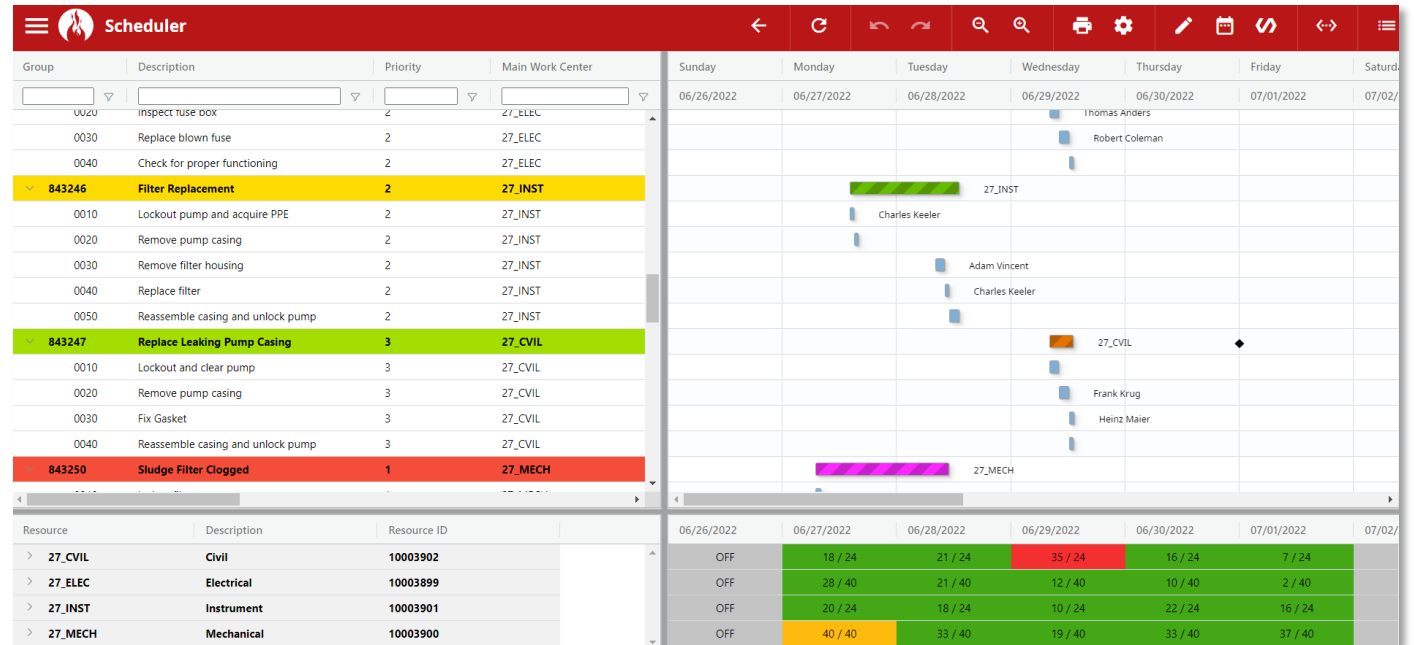 Scheduler
Group Description Priority Main Work Center Sunday Monday Tuesday Wednesday Thursday Friday Saturd
06/26/2022 06/27/2022 06/28/2022 06/29/2022 06/30/2022 07/01/2022 07/02/
0020 Inspect fuse box 2 27_ELEC Thomas Anders
0030 Replace blown fuse 2 27_ELEC Robert Coleman
0040 Check for proper functioning 2 27_ELEC
843246 Filter Replacement 2 27_INST 27_INST
0010 Lockout pump and acquire PPE 2 27_INST Charles Keeler
0020 Remove pump casing 2 27_INST
0030 Remove filter housing 2 27_INST Adam Vincent
0040 Replace filter 2 27_INST Charles Keeler
0050 Reassemble casing and unlock pump 2 27_INST
843247 Replace Leaking Pump Casing 3 27_CVIL 27_CVIL
0010 Lockout and clear pump 3 27_CVIL
0020 Remove pump casing 3 27_CVIL Frank Krug
0030 Fix Gasket 3 27_CVIL Heinz Maier
0040 Reassemble casing and unlock pump 3 27_CVIL
843250 Sludge Filter Clogged 1 27_MECH 27_MECH
Resource Description Resource ID 06/26/2022 06/27/2022 06/28/2022 06/29/2022 06/30/2022 07/01/2022 07/02/
27_CVIL Civil 10003902 OFF 18 / 24 21 / 24 35 / 24 16 / 24 7 / 24
27_ELEC Electrical 10003899 OFF 28 / 40 21 / 40 12 / 40 10 / 40 2 / 40
27_INST Instrument 10003901 OFF 20 / 24 18 / 24 10 / 24 22 / 24 16 / 24
27_MECH Mechanical 10003900 OFF 40 / 40 33 / 40 19 / 40 33 / 40 37 / 40